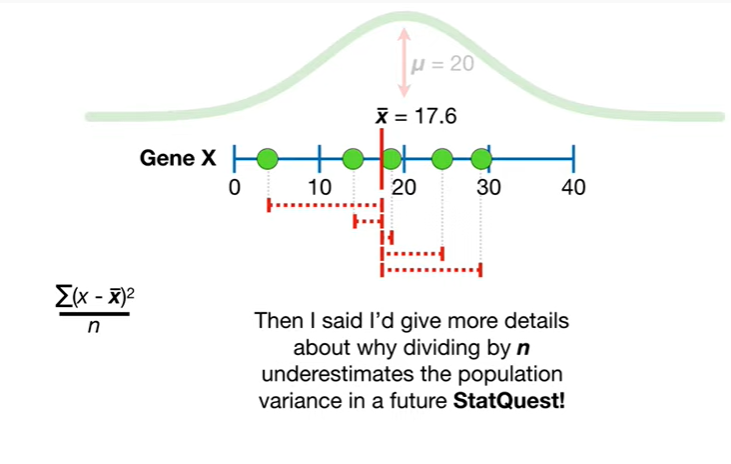 μ = 20
x̄ = 17.6
Gene X
0 10 20 30 40
∑(x - x̄)²
n
Then I said I'd give more details
about why dividing by n
underestimates the population
variance in a future StatQuest!